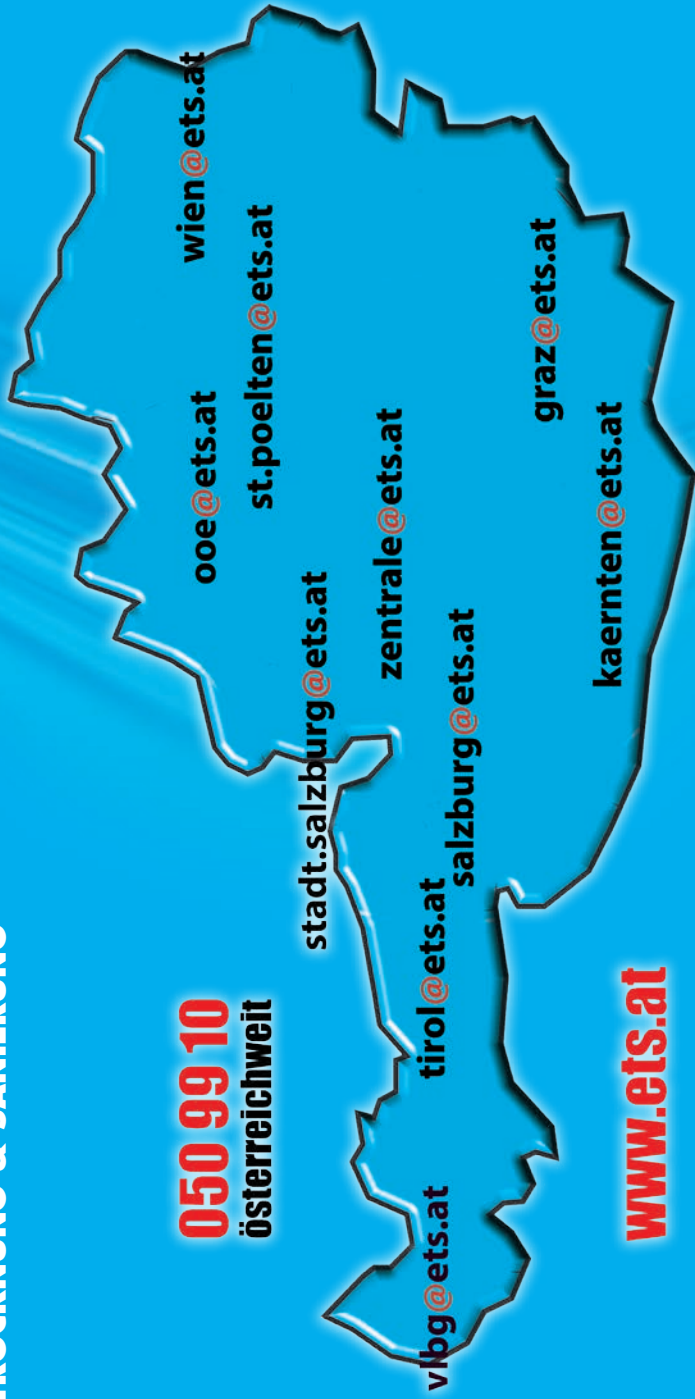 050 99 10
österreichweit
wien@ets.at
ooe@ets.at
st.poelten@ets.at
stadt.salzburg@ets.at
zentrale@ets.at
tirol@ets.at
salzburg@ets.at
vlbg@ets.at
graz@ets.at
kaernten@ets.at
www.ets.at